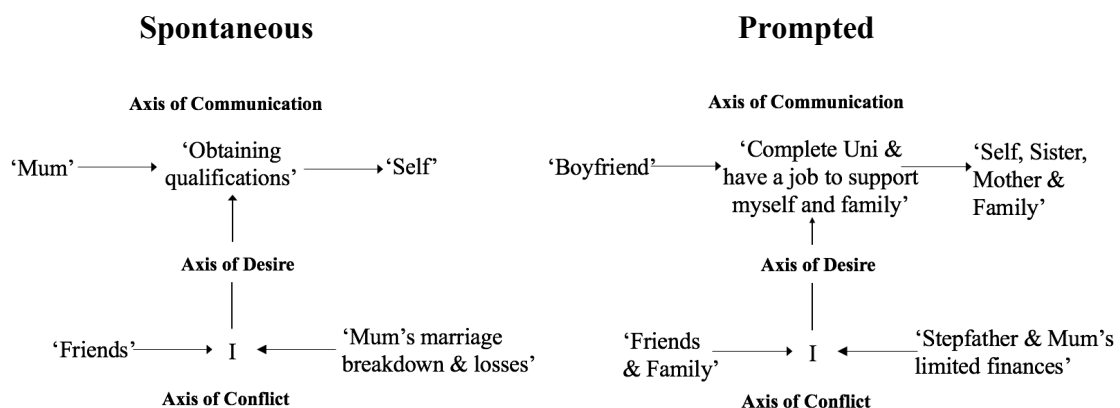 Spontaneous
Axis of Communication
‘Mum’
‘Obtaining
qualifications’
‘Self’
Axis of Desire
‘Friends’
I
‘Mum’s marriage
breakdown & losses’
Axis of Conflict
Prompted
Axis of Communication
‘Boyfriend’
‘Complete Uni &
have a job to support
myself and family’
‘Self, Sister,
Mother &
Family’
Axis of Desire
‘Friends
& Family’
I
‘Stepfather & Mum’s
limited finances’
Axis of Conflict